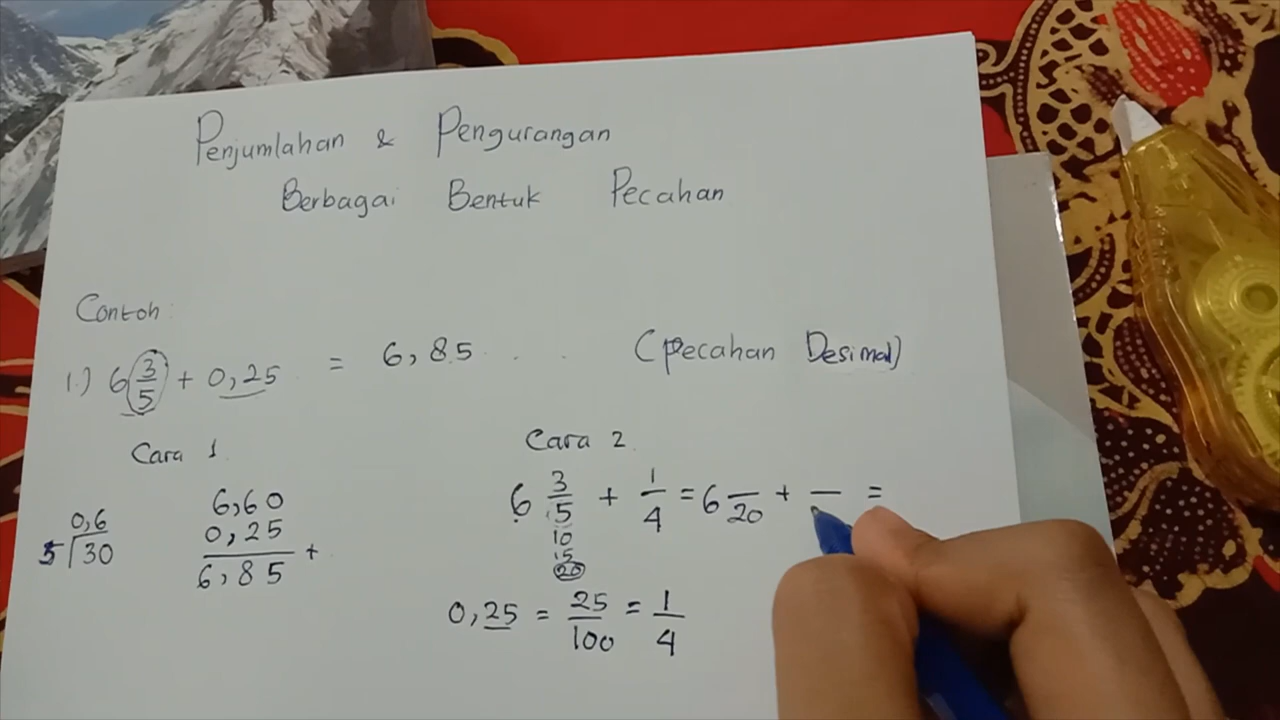 Penjumlahan & Pengurangan
Berbagai Bentuk Pecahan
Contoh:
1.) 6 3/5 + 0,25 = 6,85 . . (Pecahan Desimal)
Cara 1
0,6
5 30
6,60
0,25
6,85 +
Cara 2
6 3/5 + 1/4 = 6 —/20 + — =
10
15
20
0,25 = 25/100 = 1/4